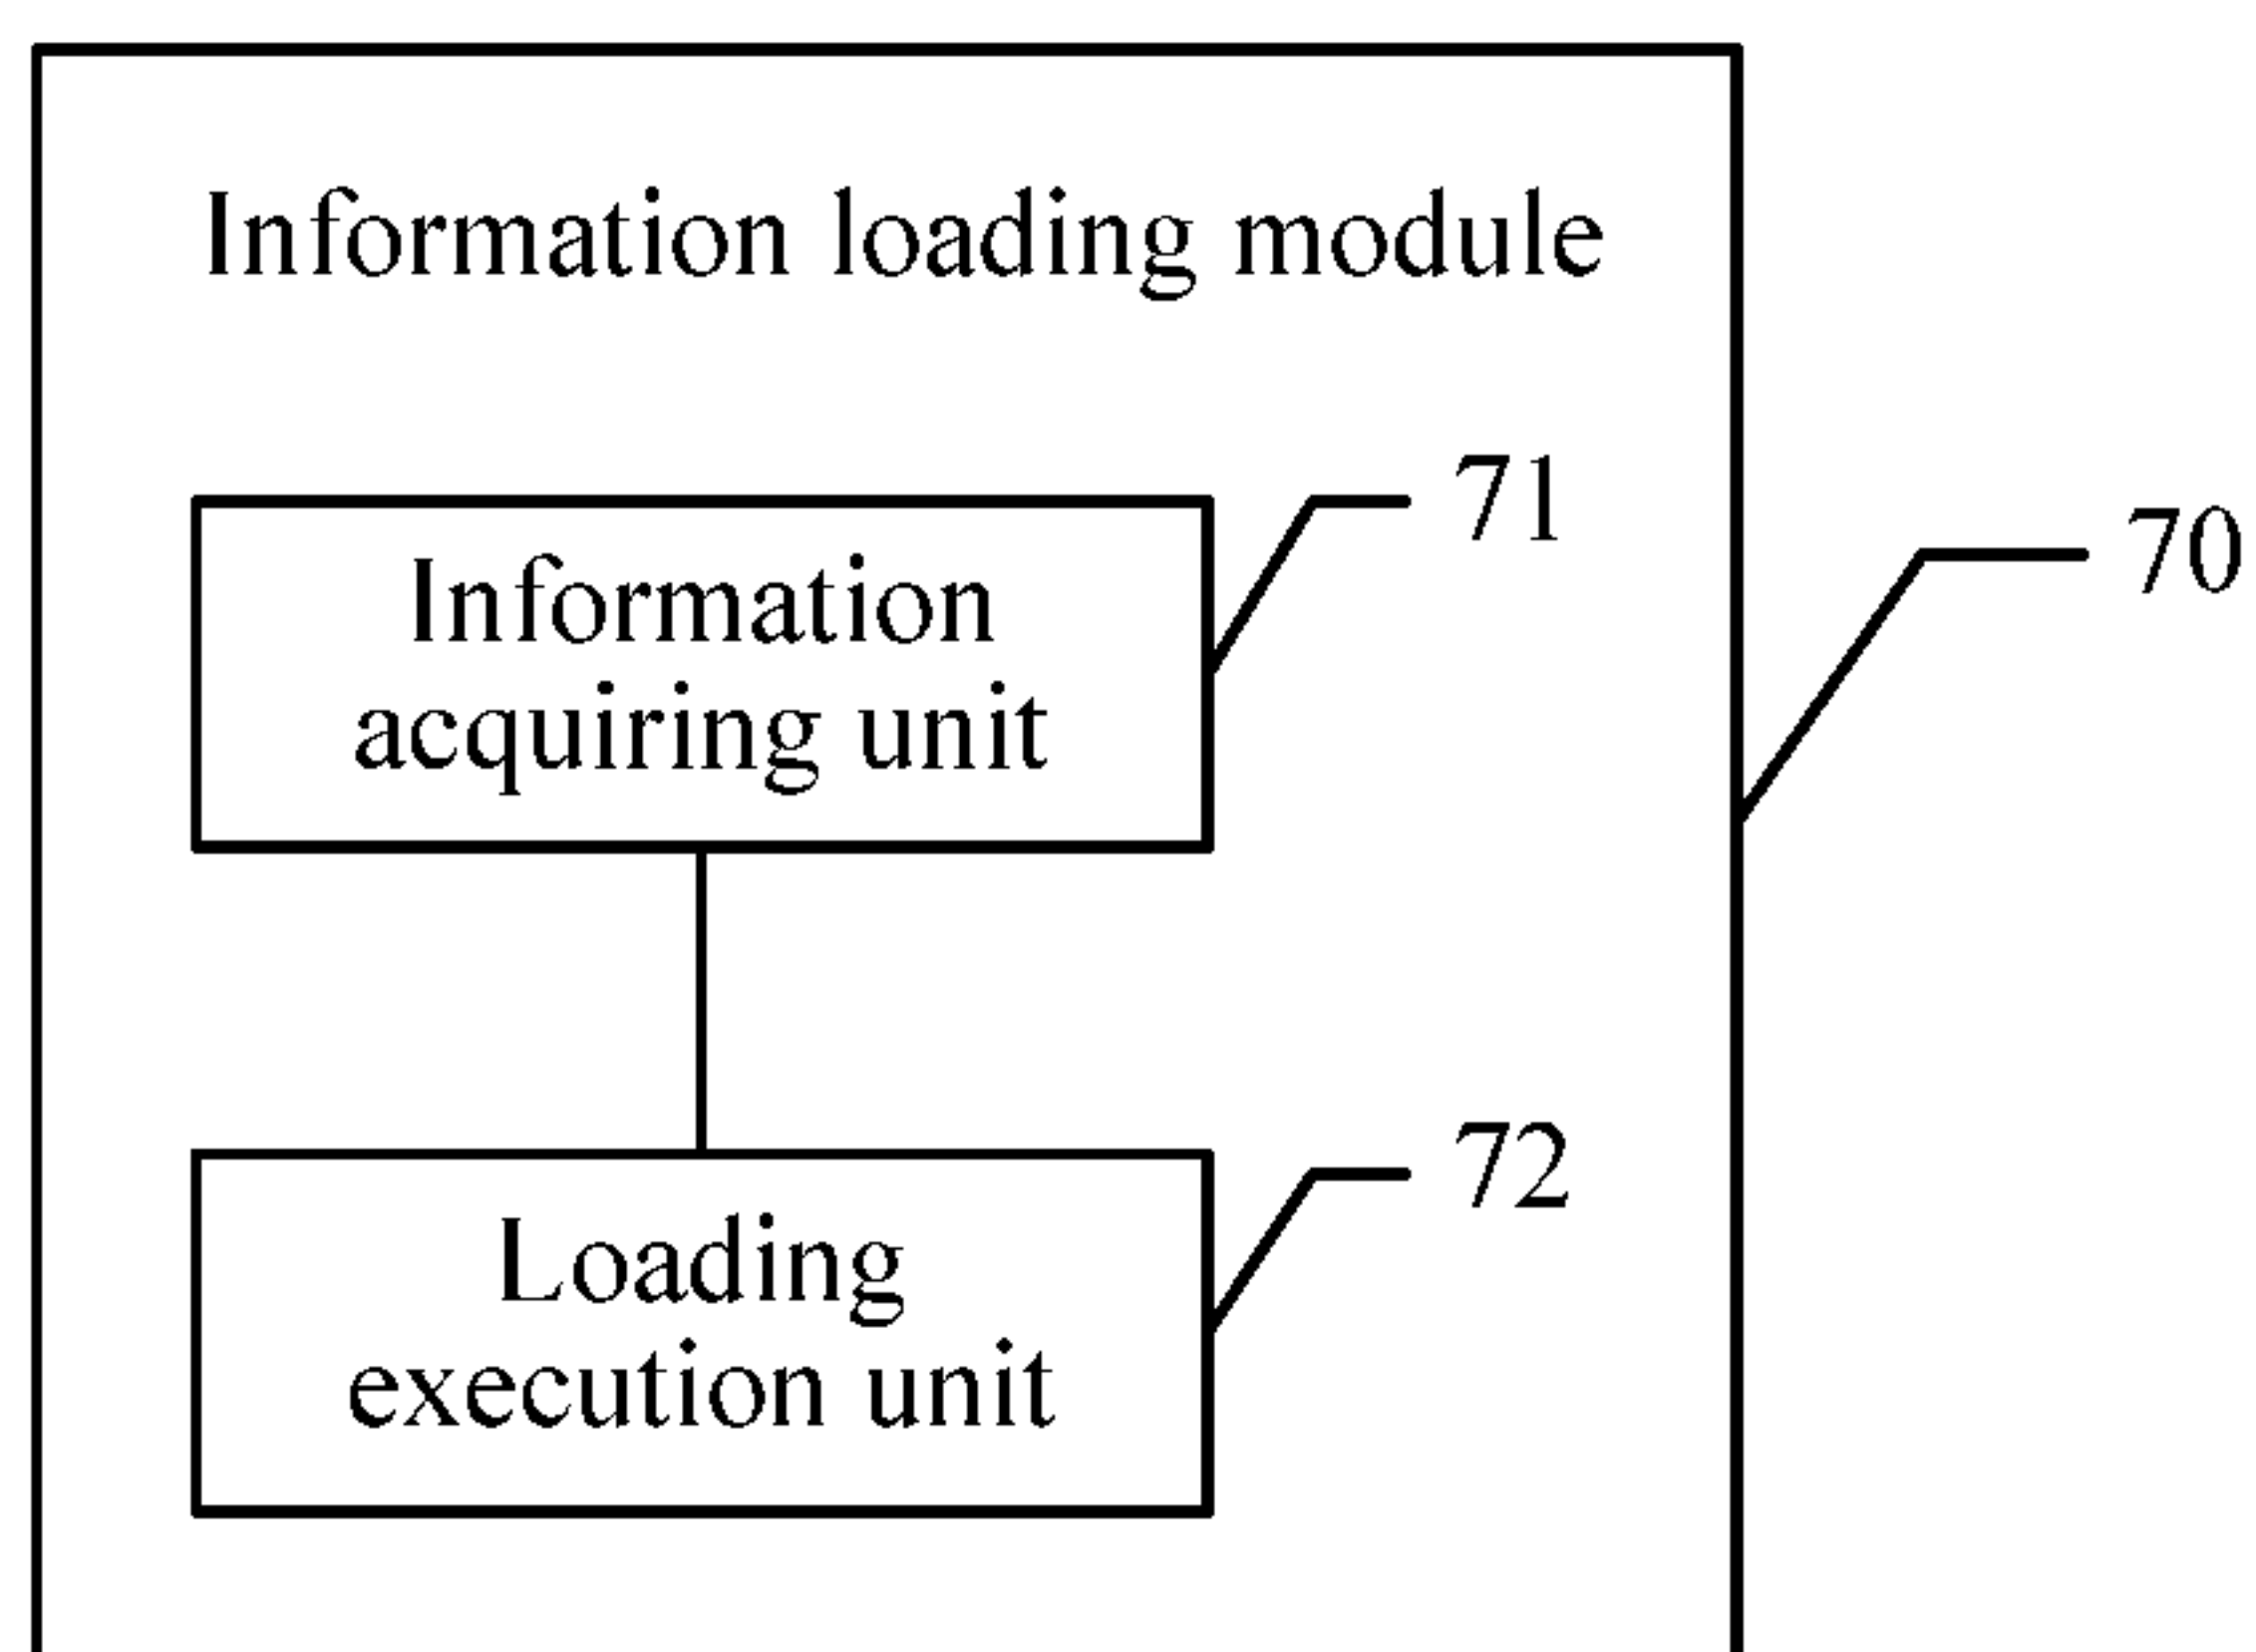 Information loading module
71
70
Information
acquiring unit
72
Loading
execution unit